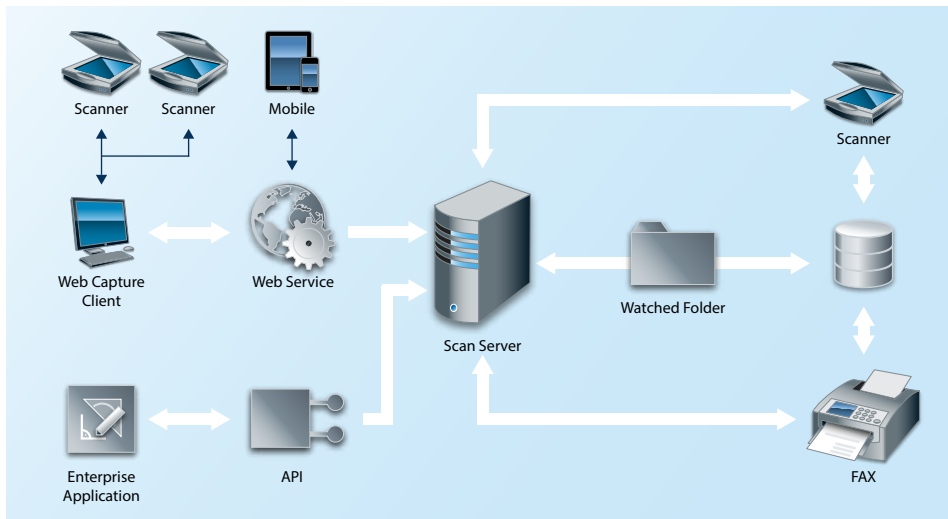 Scanner
Scanner
Mobile
Scanner
Web Capture
Client
Web Service
Watched Folder
Scan Server
Enterprise
Application
API
FAX